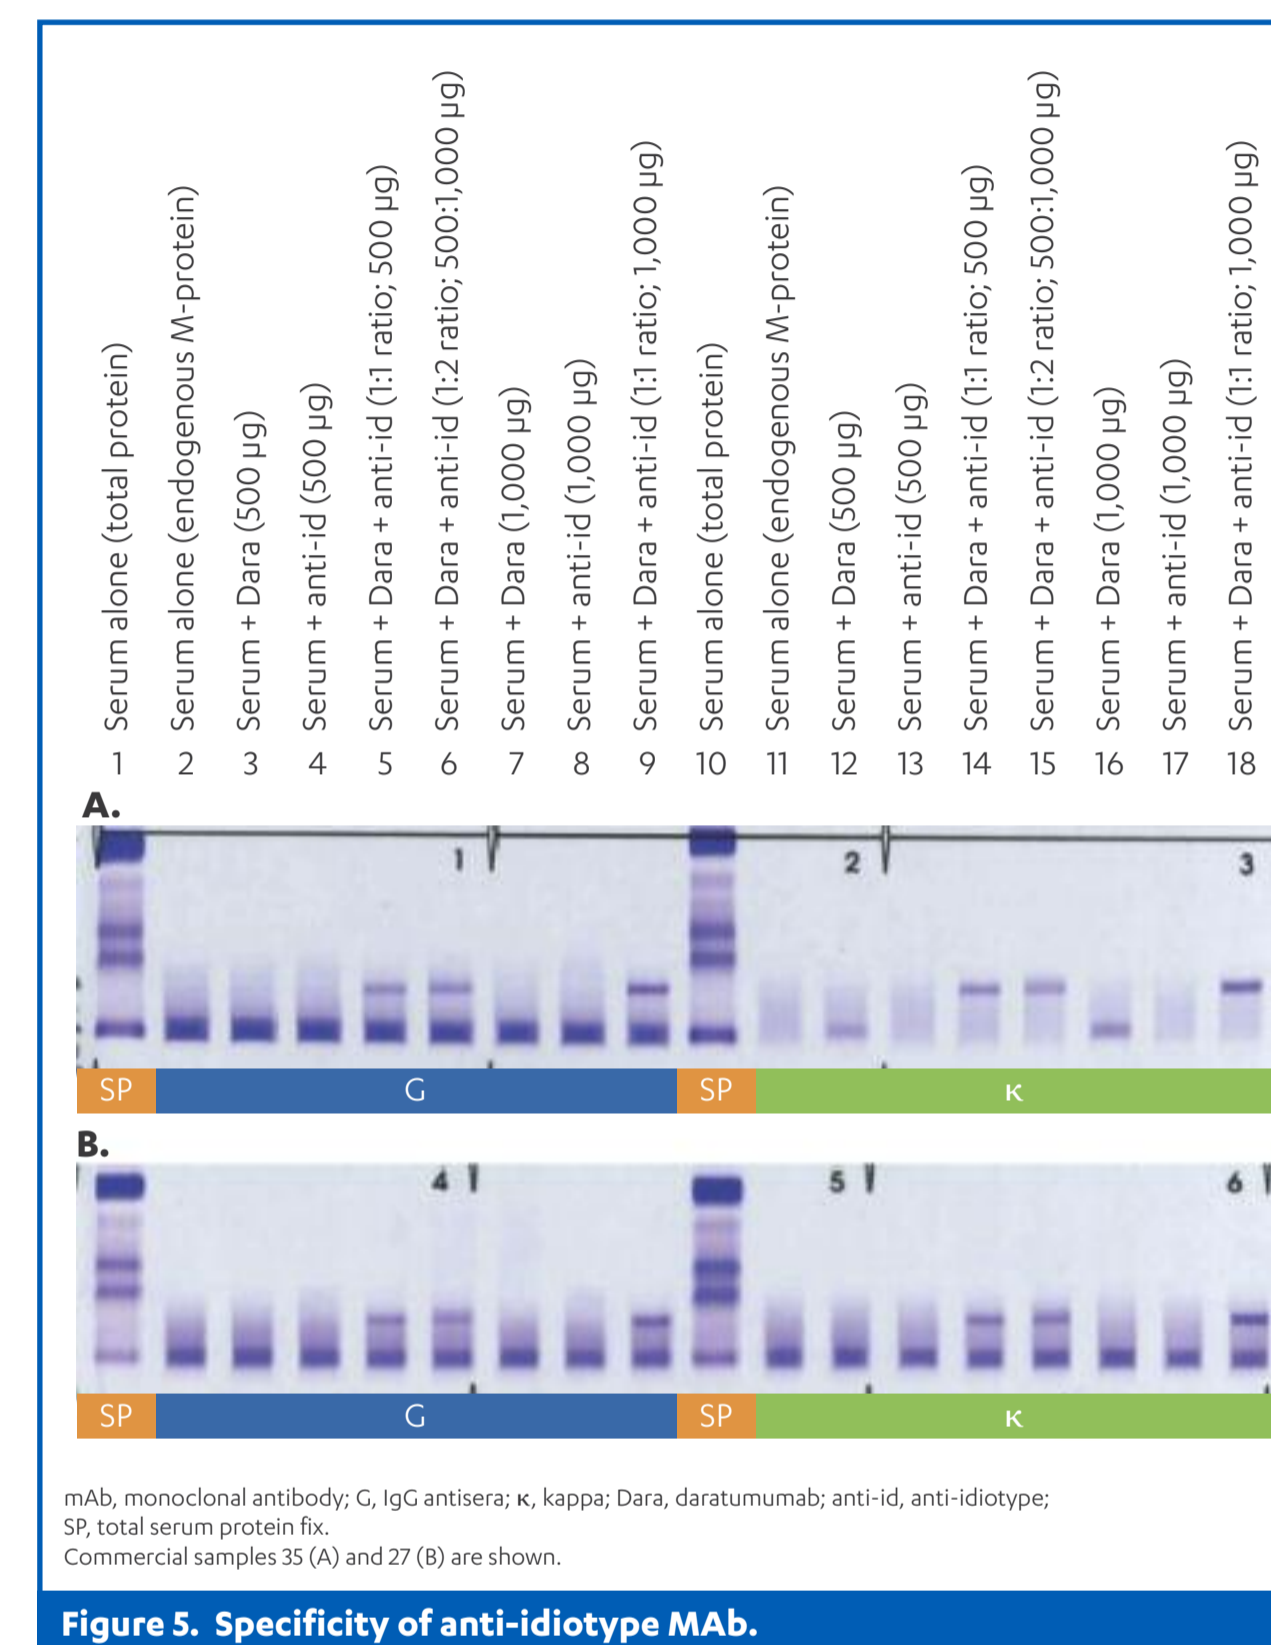 1 Serum alone (total protein)
2 Serum alone (endogenous M-protein)
3 Serum + Dara (500 µg)
4 Serum + anti-id (500 µg)
5 Serum + Dara + anti-id (1:1 ratio; 500 µg)
6 Serum + Dara + anti-id (1:2 ratio; 500:1,000 µg)
7 Serum + Dara (1,000 µg)
8 Serum + anti-id (1,000 µg)
9 Serum + Dara + anti-id (1:1 ratio; 1,000 µg)
10 Serum alone (total protein)
11 Serum alone (endogenous M-protein)
12 Serum + Dara (500 µg)
13 Serum + anti-id (500 µg)
14 Serum + Dara + anti-id (1:1 ratio; 500 µg)
15 Serum + Dara + anti-id (1:2 ratio; 500:1,000 µg)
16 Serum + Dara (1,000 µg)
17 Serum + anti-id (1,000 µg)
18 Serum + Dara + anti-id (1:1 ratio; 1,000 µg)
A.
1 2 3
SP G SP κ
B.
4 5 6
SP G SP κ
mAb, monoclonal antibody; G, IgG antisera; κ, kappa; Dara, daratumumab; anti-id, anti-idiotype;
SP, total serum protein fix.
Commercial samples 35 (A) and 27 (B) are shown.
Figure 5. Specificity of anti-idiotype MAb.